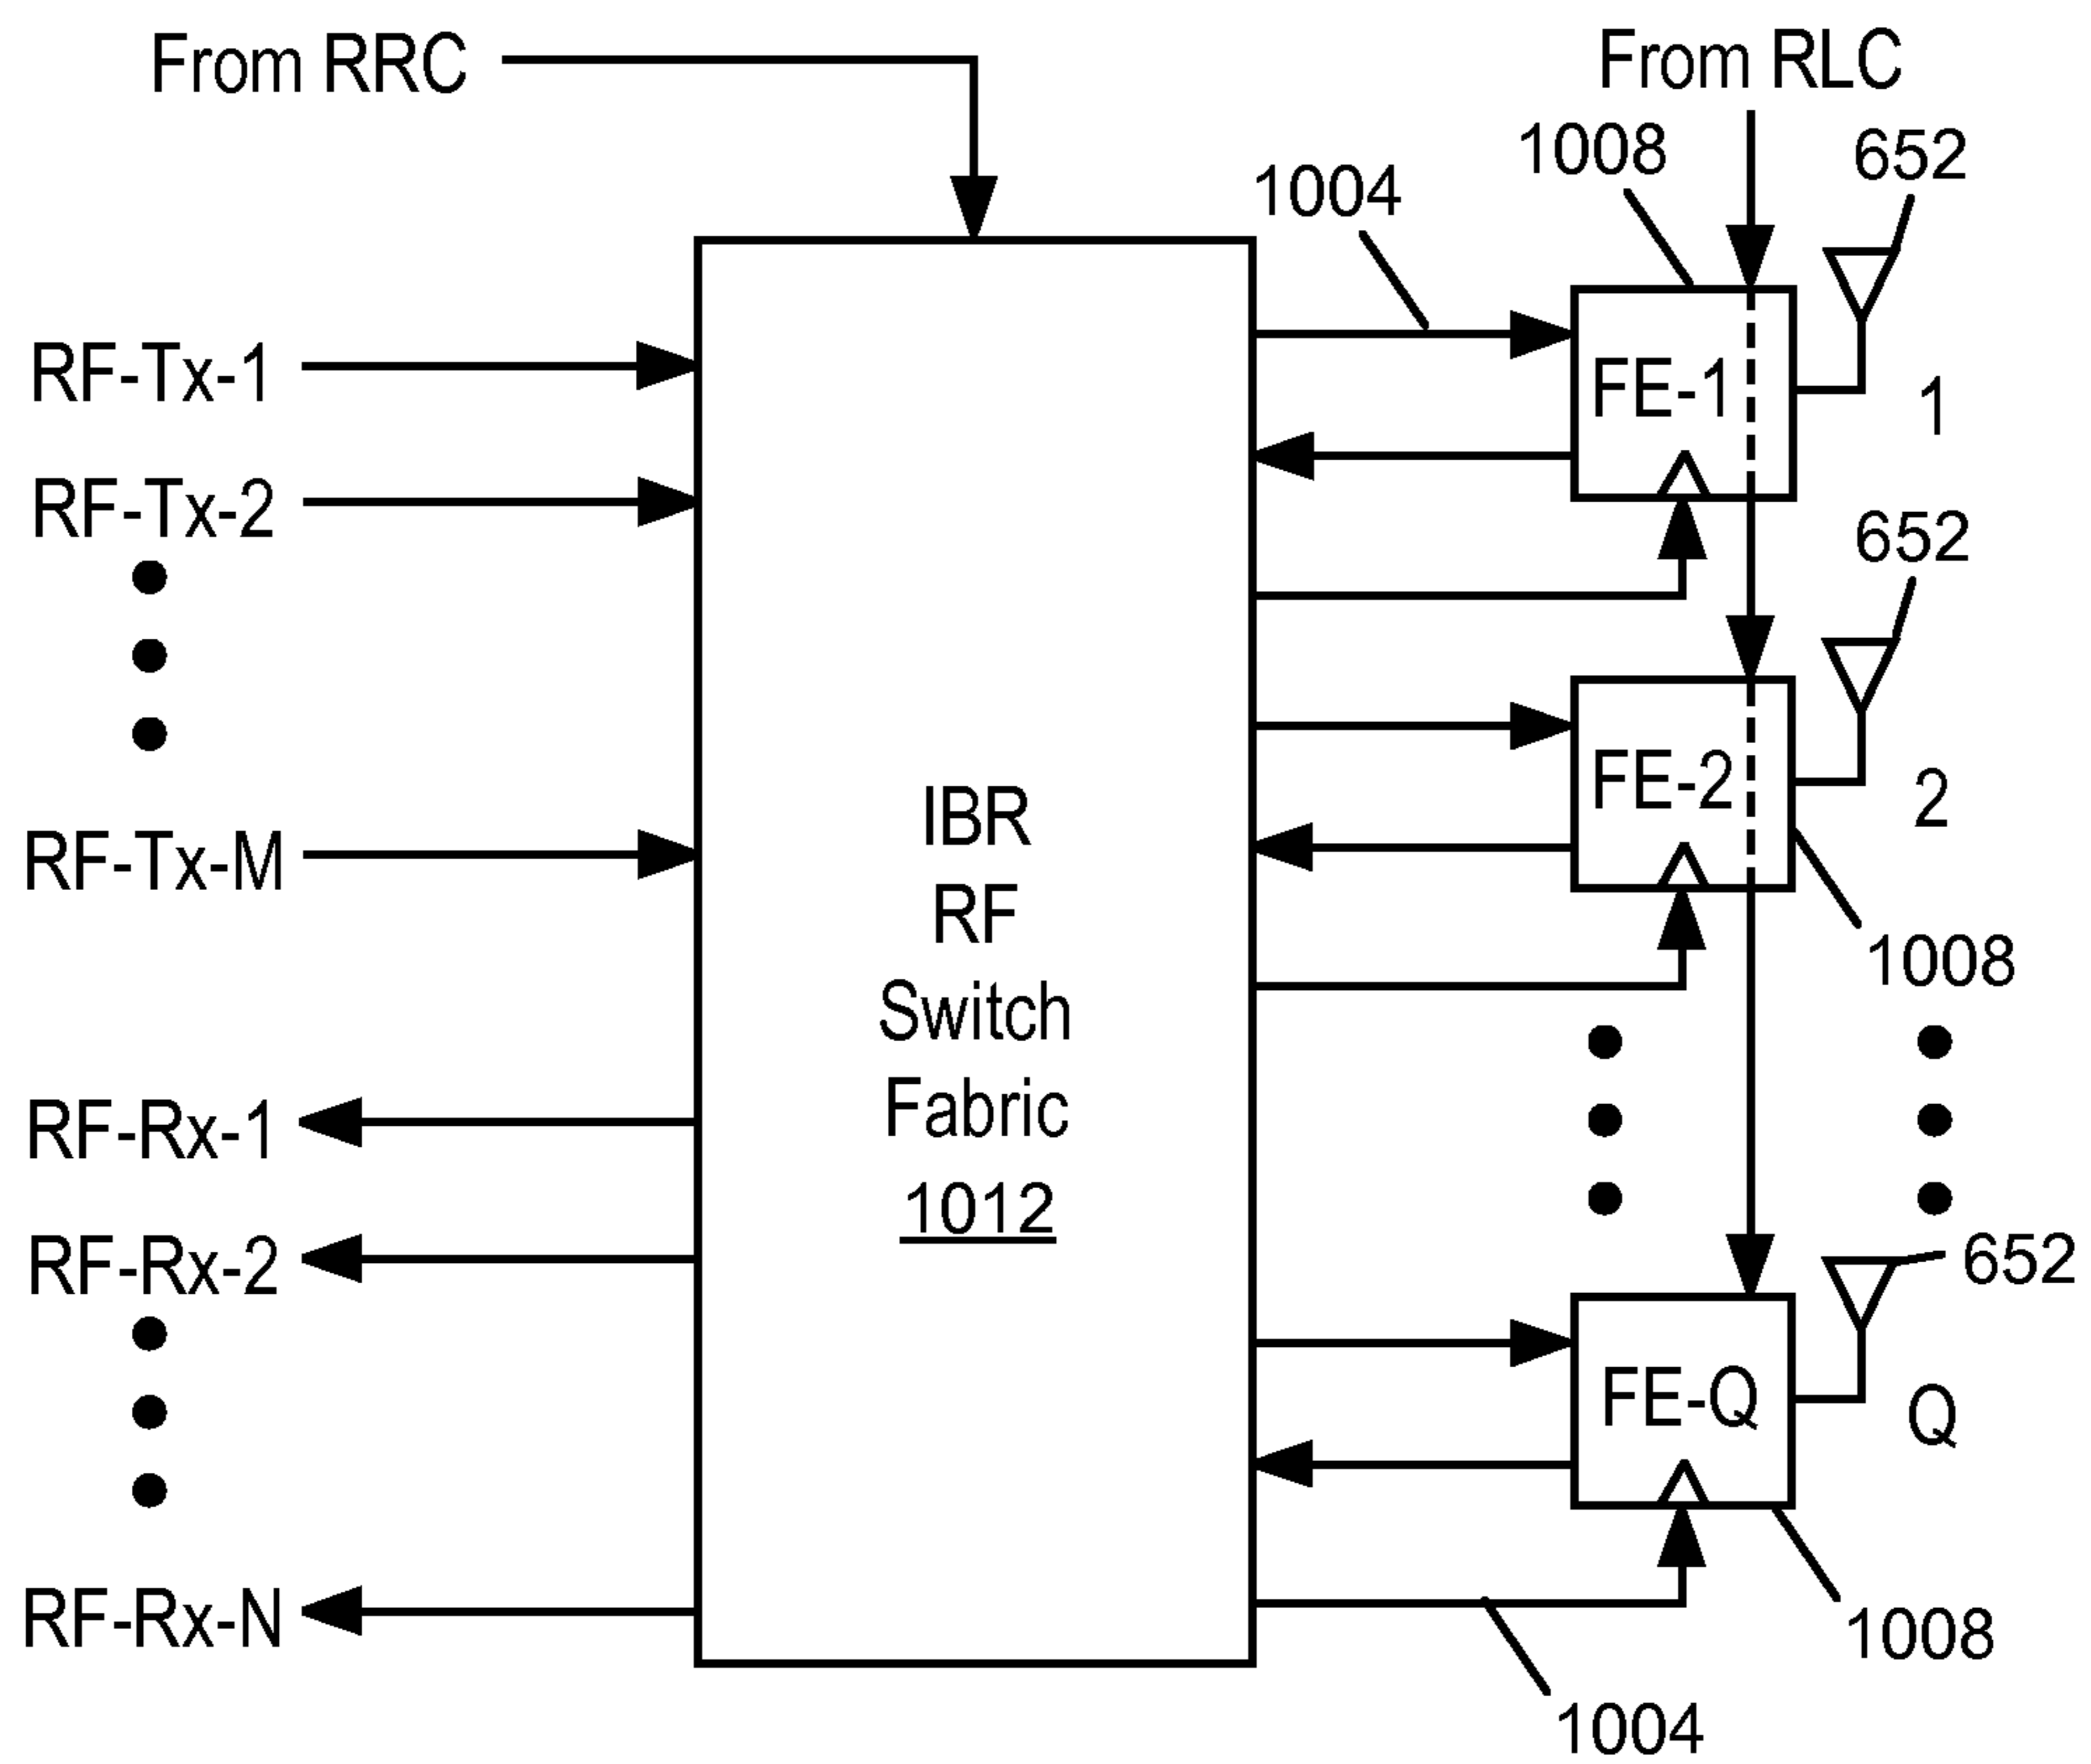 From RRC
From RLC
1008
652
1004
RF-Tx-1
FE-1
1
RF-Tx-2
652
FE-2
2
IBR
RF
Switch
Fabric
1012
RF-Tx-M
1008
RF-Rx-1
RF-Rx-2
652
FE-Q
Q
RF-Rx-N
1008
1004